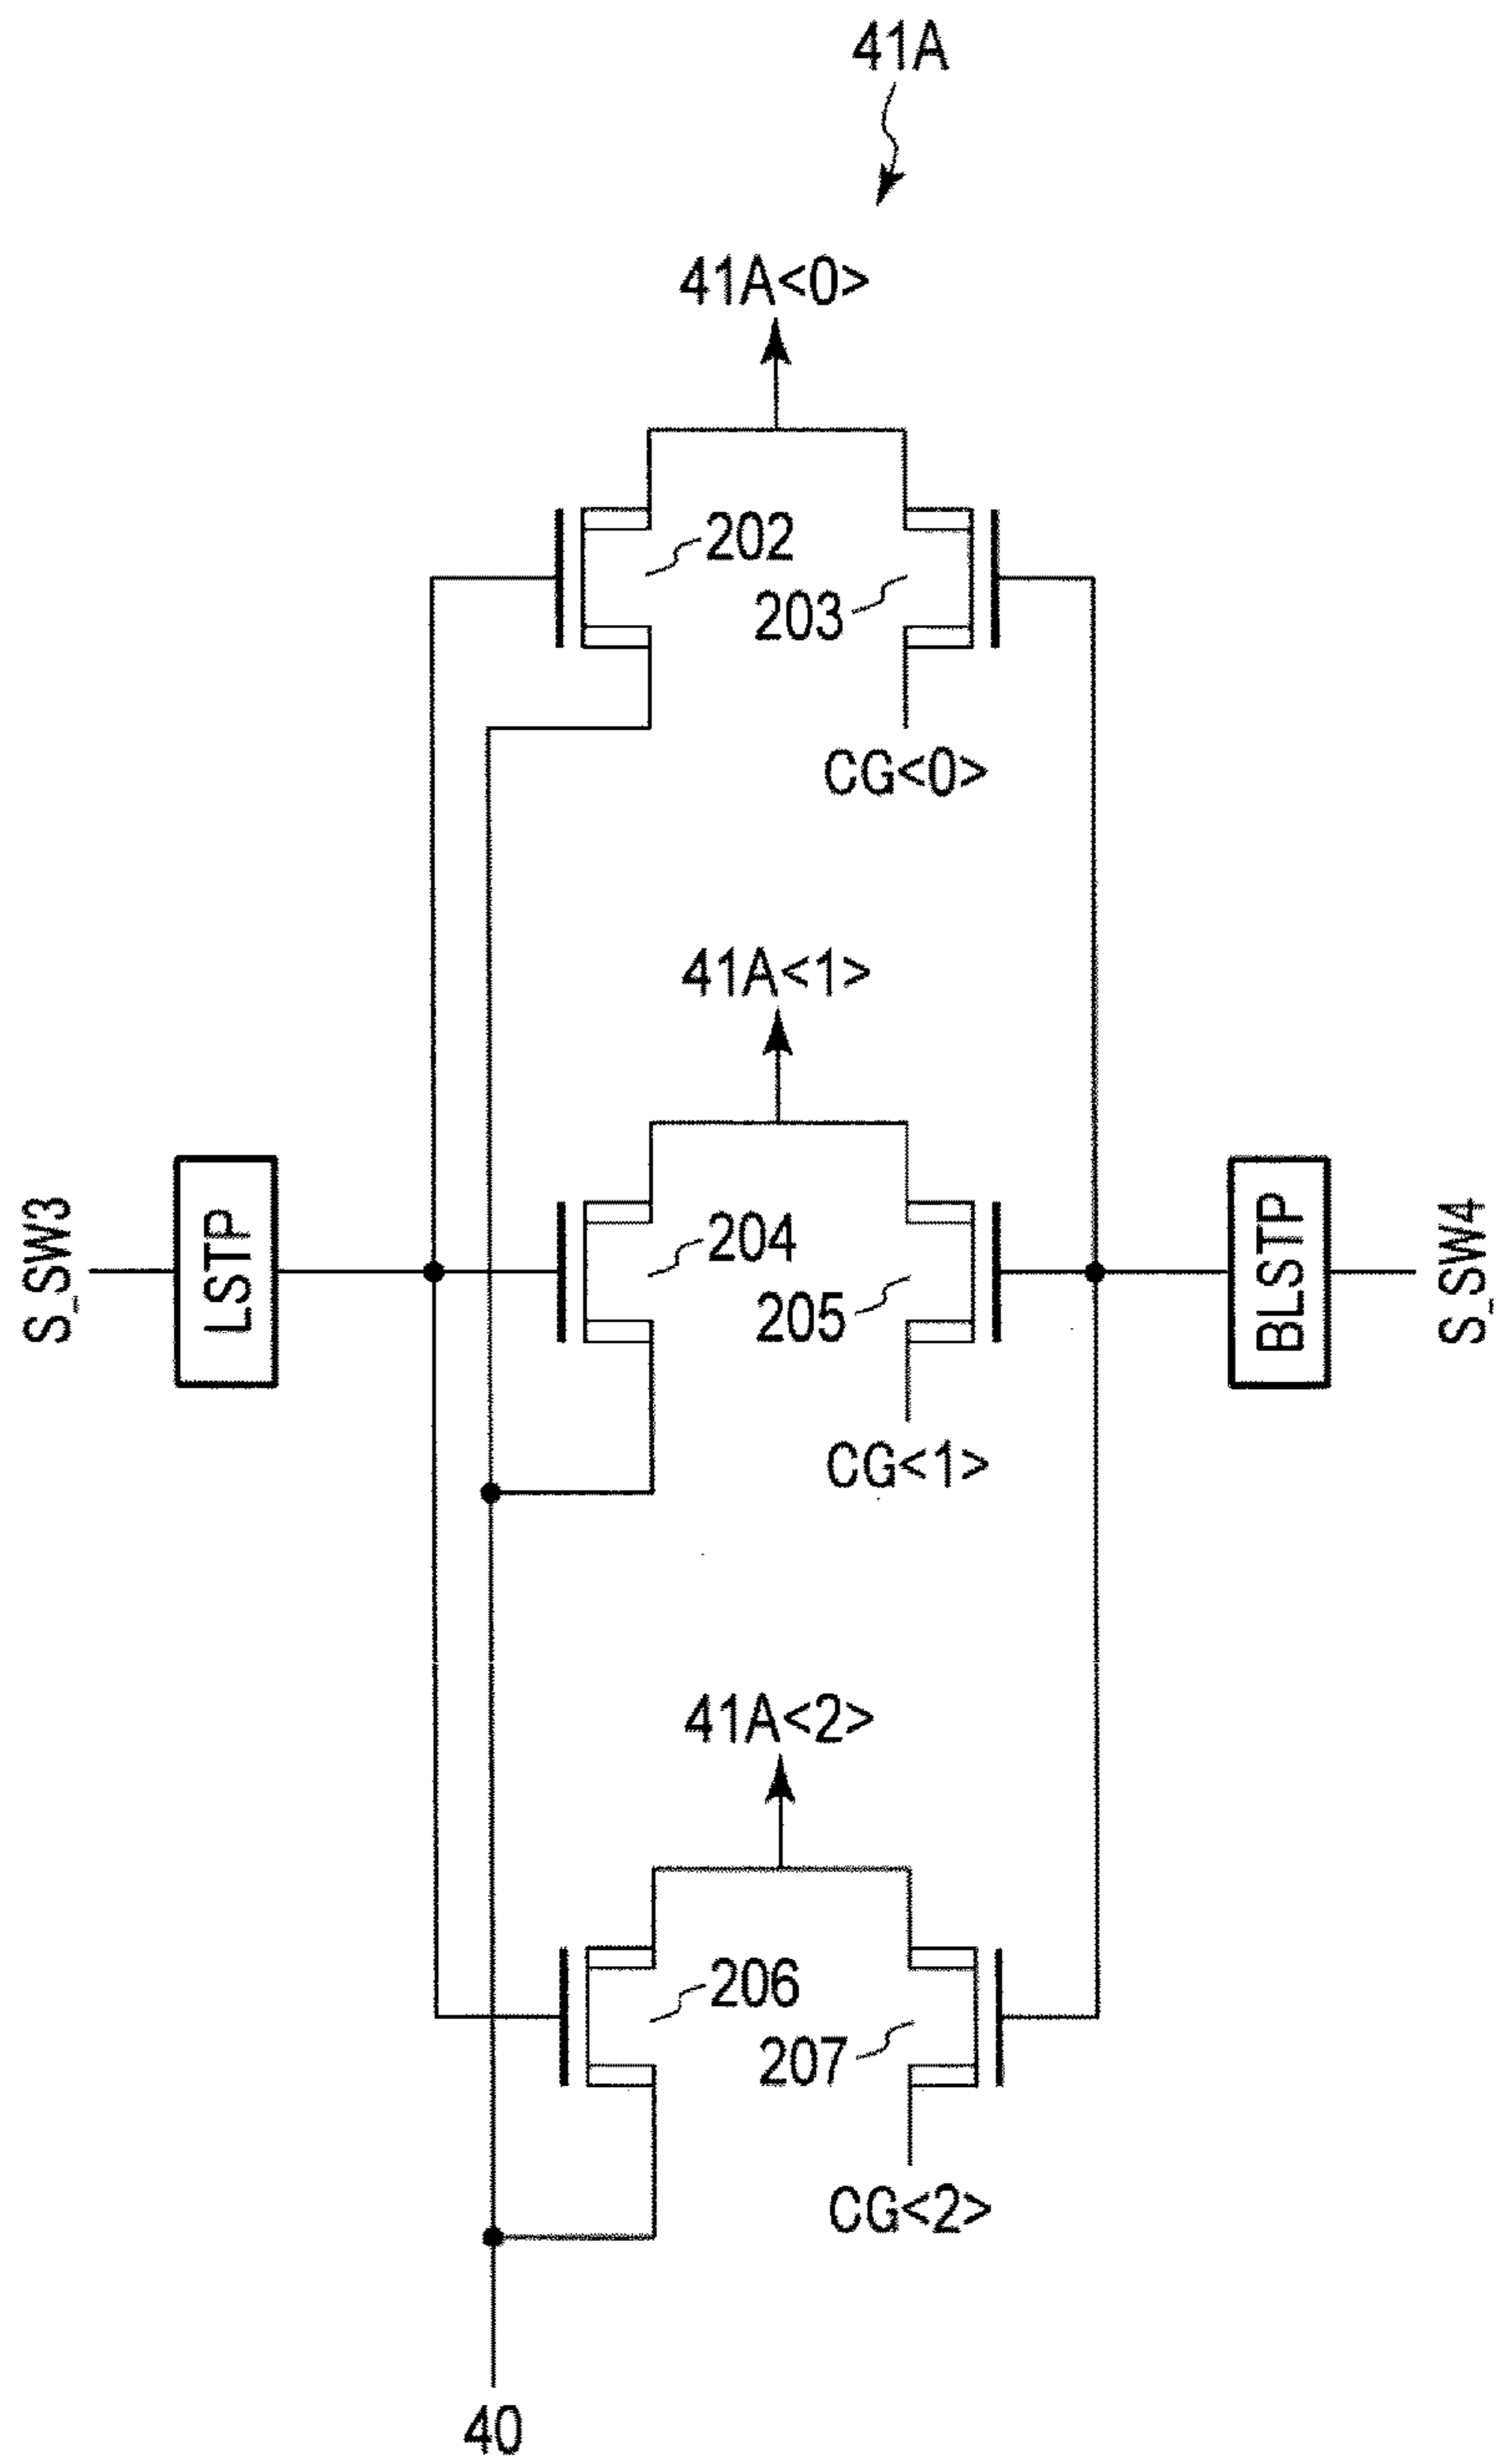 41A
41A<0>
202
203
CG<0>
41A<1>
S_SW3
LSTP
204
205
BLSTP
S_SW4
CG<1>
41A<2>
206
207
CG<2>
40